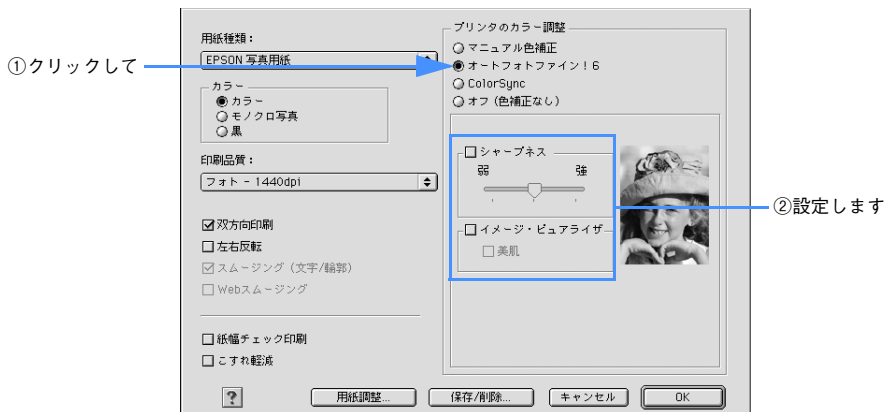 ①クリックして
用紙種類：
EPSON 写真用紙
カラー
カラー
モノクロ写真
黒
印刷品質：
フォト - 1440dpi
双方向印刷
左右反転
スムージング（文字/輪郭）
Webスムージング
紙幅チェック印刷
こすれ軽減
プリンタのカラー調整
マニュアル色補正
オートフォトファイン！6
ColorSync
オフ（色補正なし）
シャープネス
弱 強
イメージ・ピュアライザ
美肌
②設定します
?
用紙調整...
保存/削除...
キャンセル
OK